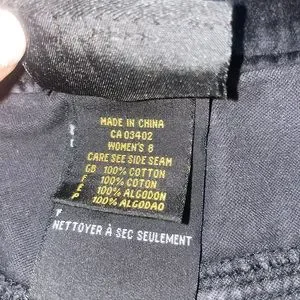 MADE IN CHINA
CA 03402
WOMEN'S 8
CARE SEE SIDE SEAM
GB 100% COTTON
F 100% COTON
E 100% ALGODON
P 100% ALGODAO
F
NETTOYER À SEC SEULEMENT